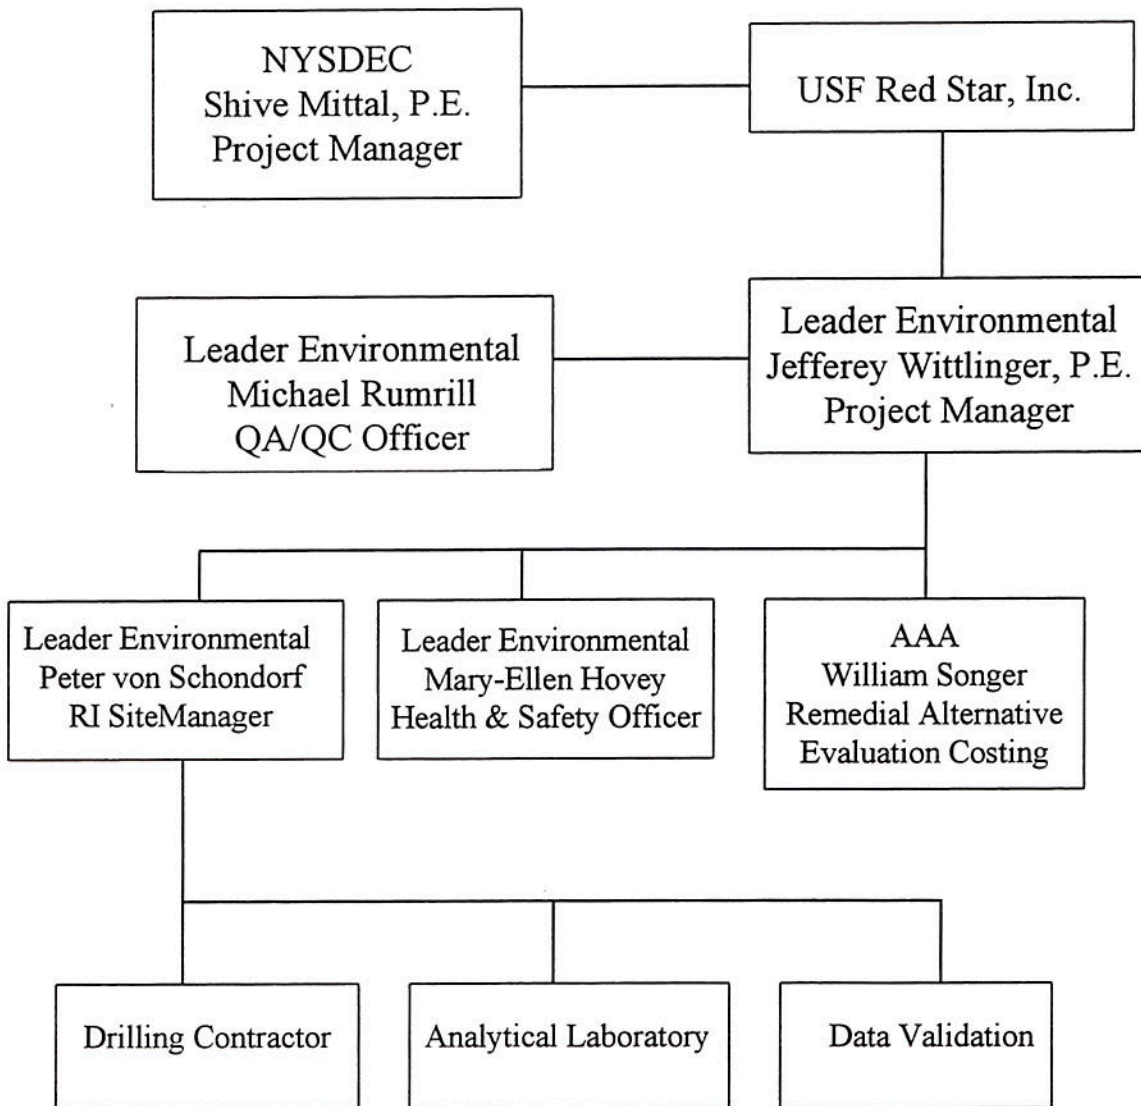 NYSDEC
Shive Mittal, P.E.
Project Manager
USF Red Star, Inc.
Leader Environmental
Michael Rumrill
QA/QC Officer
Leader Environmental
Jefferey Wittlinger, P.E.
Project Manager
Leader Environmental
Peter von Schondorf
RI SiteManager
Leader Environmental
Mary-Ellen Hovey
Health & Safety Officer
AAA
William Songer
Remedial Alternative
Evaluation Costing
Drilling Contractor
Analytical Laboratory
Data Validation